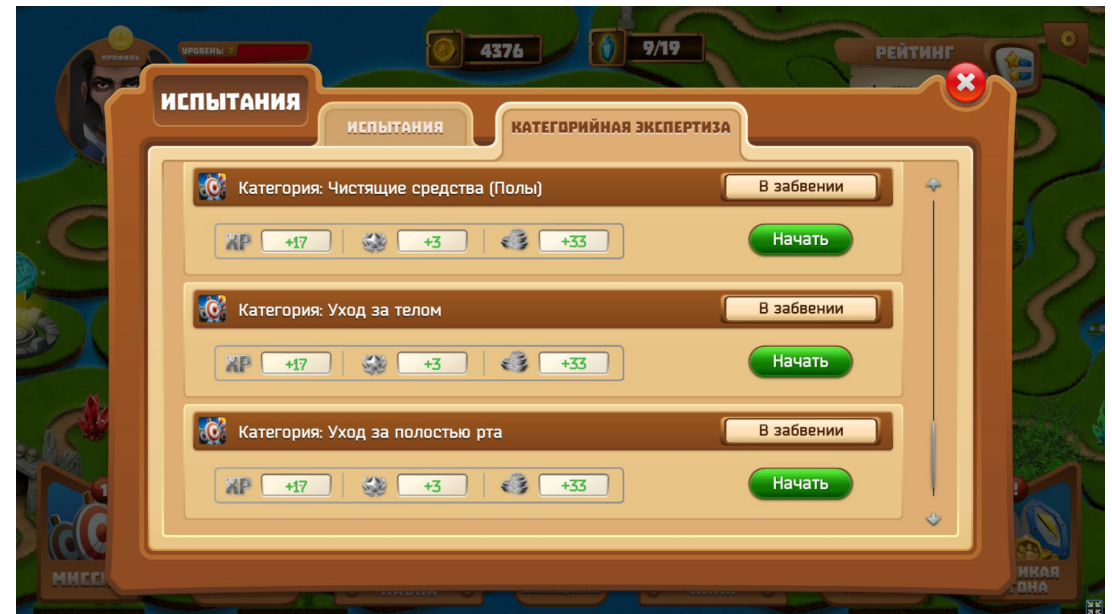 ПРОФИЛЬ
УРОВЕНЬ: 7
4376
9/19
РЕЙТИНГ
ИСПЫТАНИЯ
ИСПЫТАНИЯ
КАТЕГОРИЙНАЯ ЭКСПЕРТИЗА
Категория: Чистящие средства (Полы)
В забвении
XP +17 +3 +33
Начать
Категория: Уход за телом
В забвении
XP +17 +3 +33
Начать
Категория: Уход за полостью рта
В забвении
XP +17 +3 +33
Начать